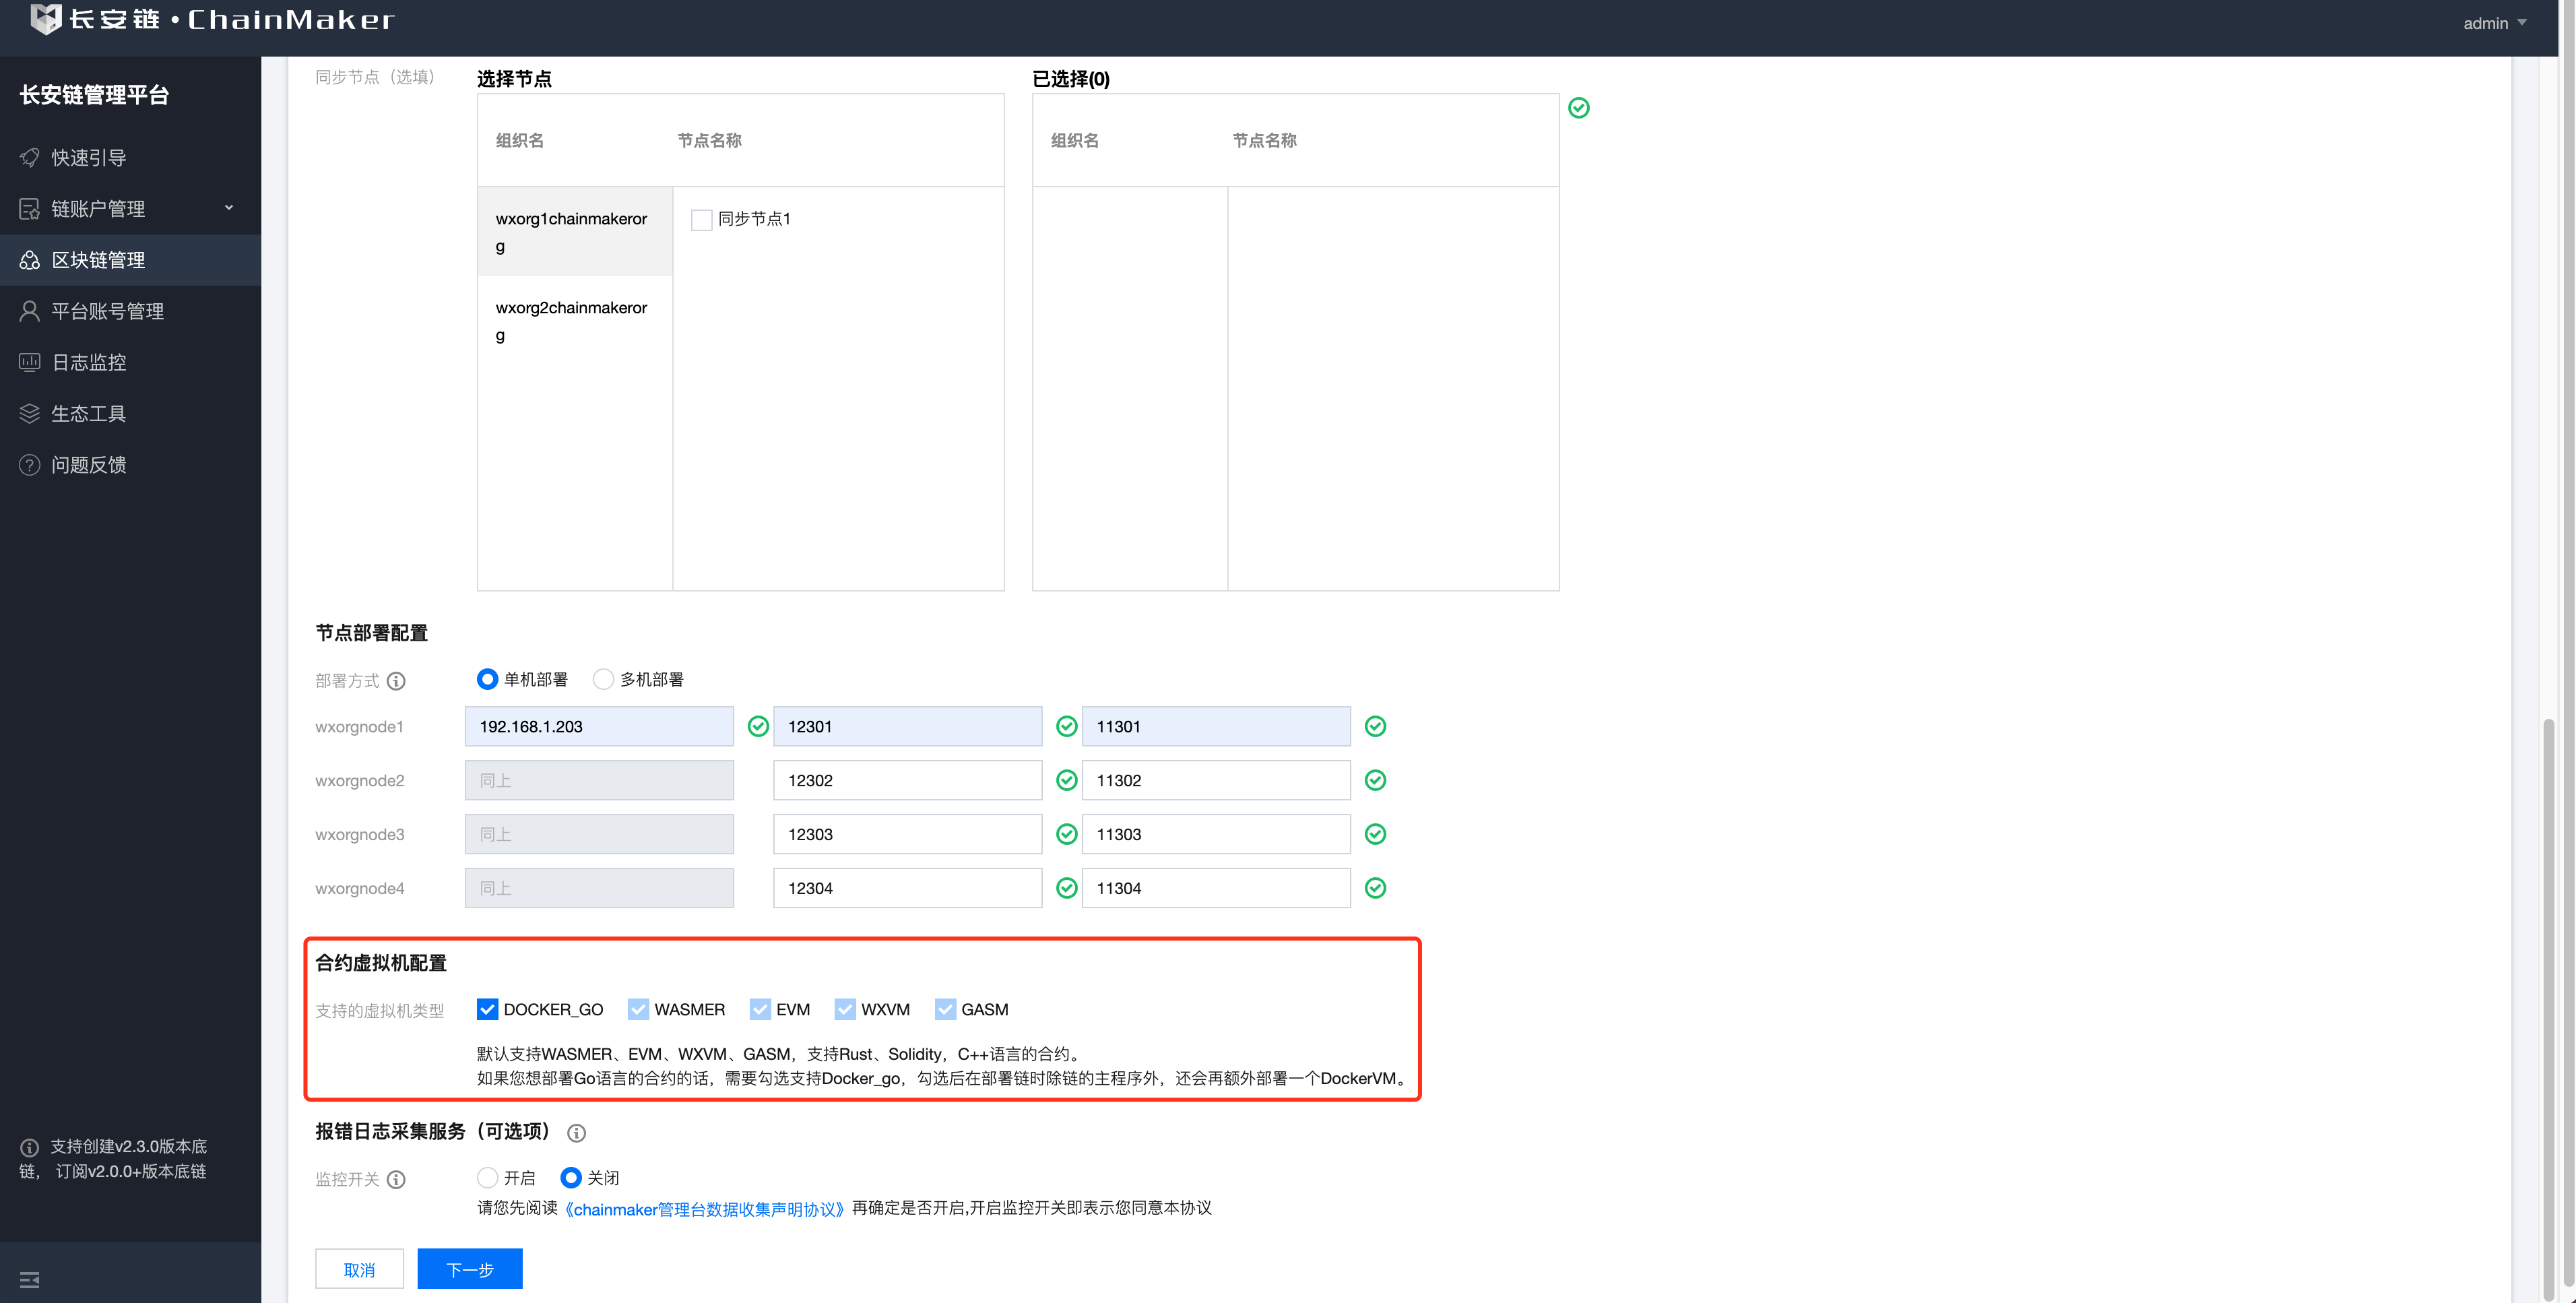 长安链·ChainMaker
admin
长安链管理平台
快速引导
链账户管理
区块链管理
平台账号管理
日志监控
生态工具
问题反馈
支持创建v2.3.0版本底
链， 订阅v2.0.0+版本底链
同步节点（选填）
选择节点
已选择(0)
组织名 节点名称
组织名 节点名称
wxorg1chainmakeror
g
同步节点1
wxorg2chainmakeror
g
节点部署配置
部署方式 单机部署 多机部署
wxorgnode1 192.168.1.203 12301 11301
wxorgnode2 同上 12302 11302
wxorgnode3 同上 12303 11303
wxorgnode4 同上 12304 11304
合约虚拟机配置
支持的虚拟机类型 DOCKER_GO WASMER EVM WXVM GASM
默认支持WASMER、EVM、WXVM、GASM，支持Rust、Solidity，C++语言的合约。
如果您想部署Go语言的合约的话，需要勾选支持Docker_go，勾选后在部署链时除链的主程序外，还会再额外部署一个DockerVM。
报错日志采集服务（可选项）
监控开关 开启 关闭
请您先阅读《chainmaker管理台数据收集声明协议》再确定是否开启,开启监控开关即表示您同意本协议
取消 下一步